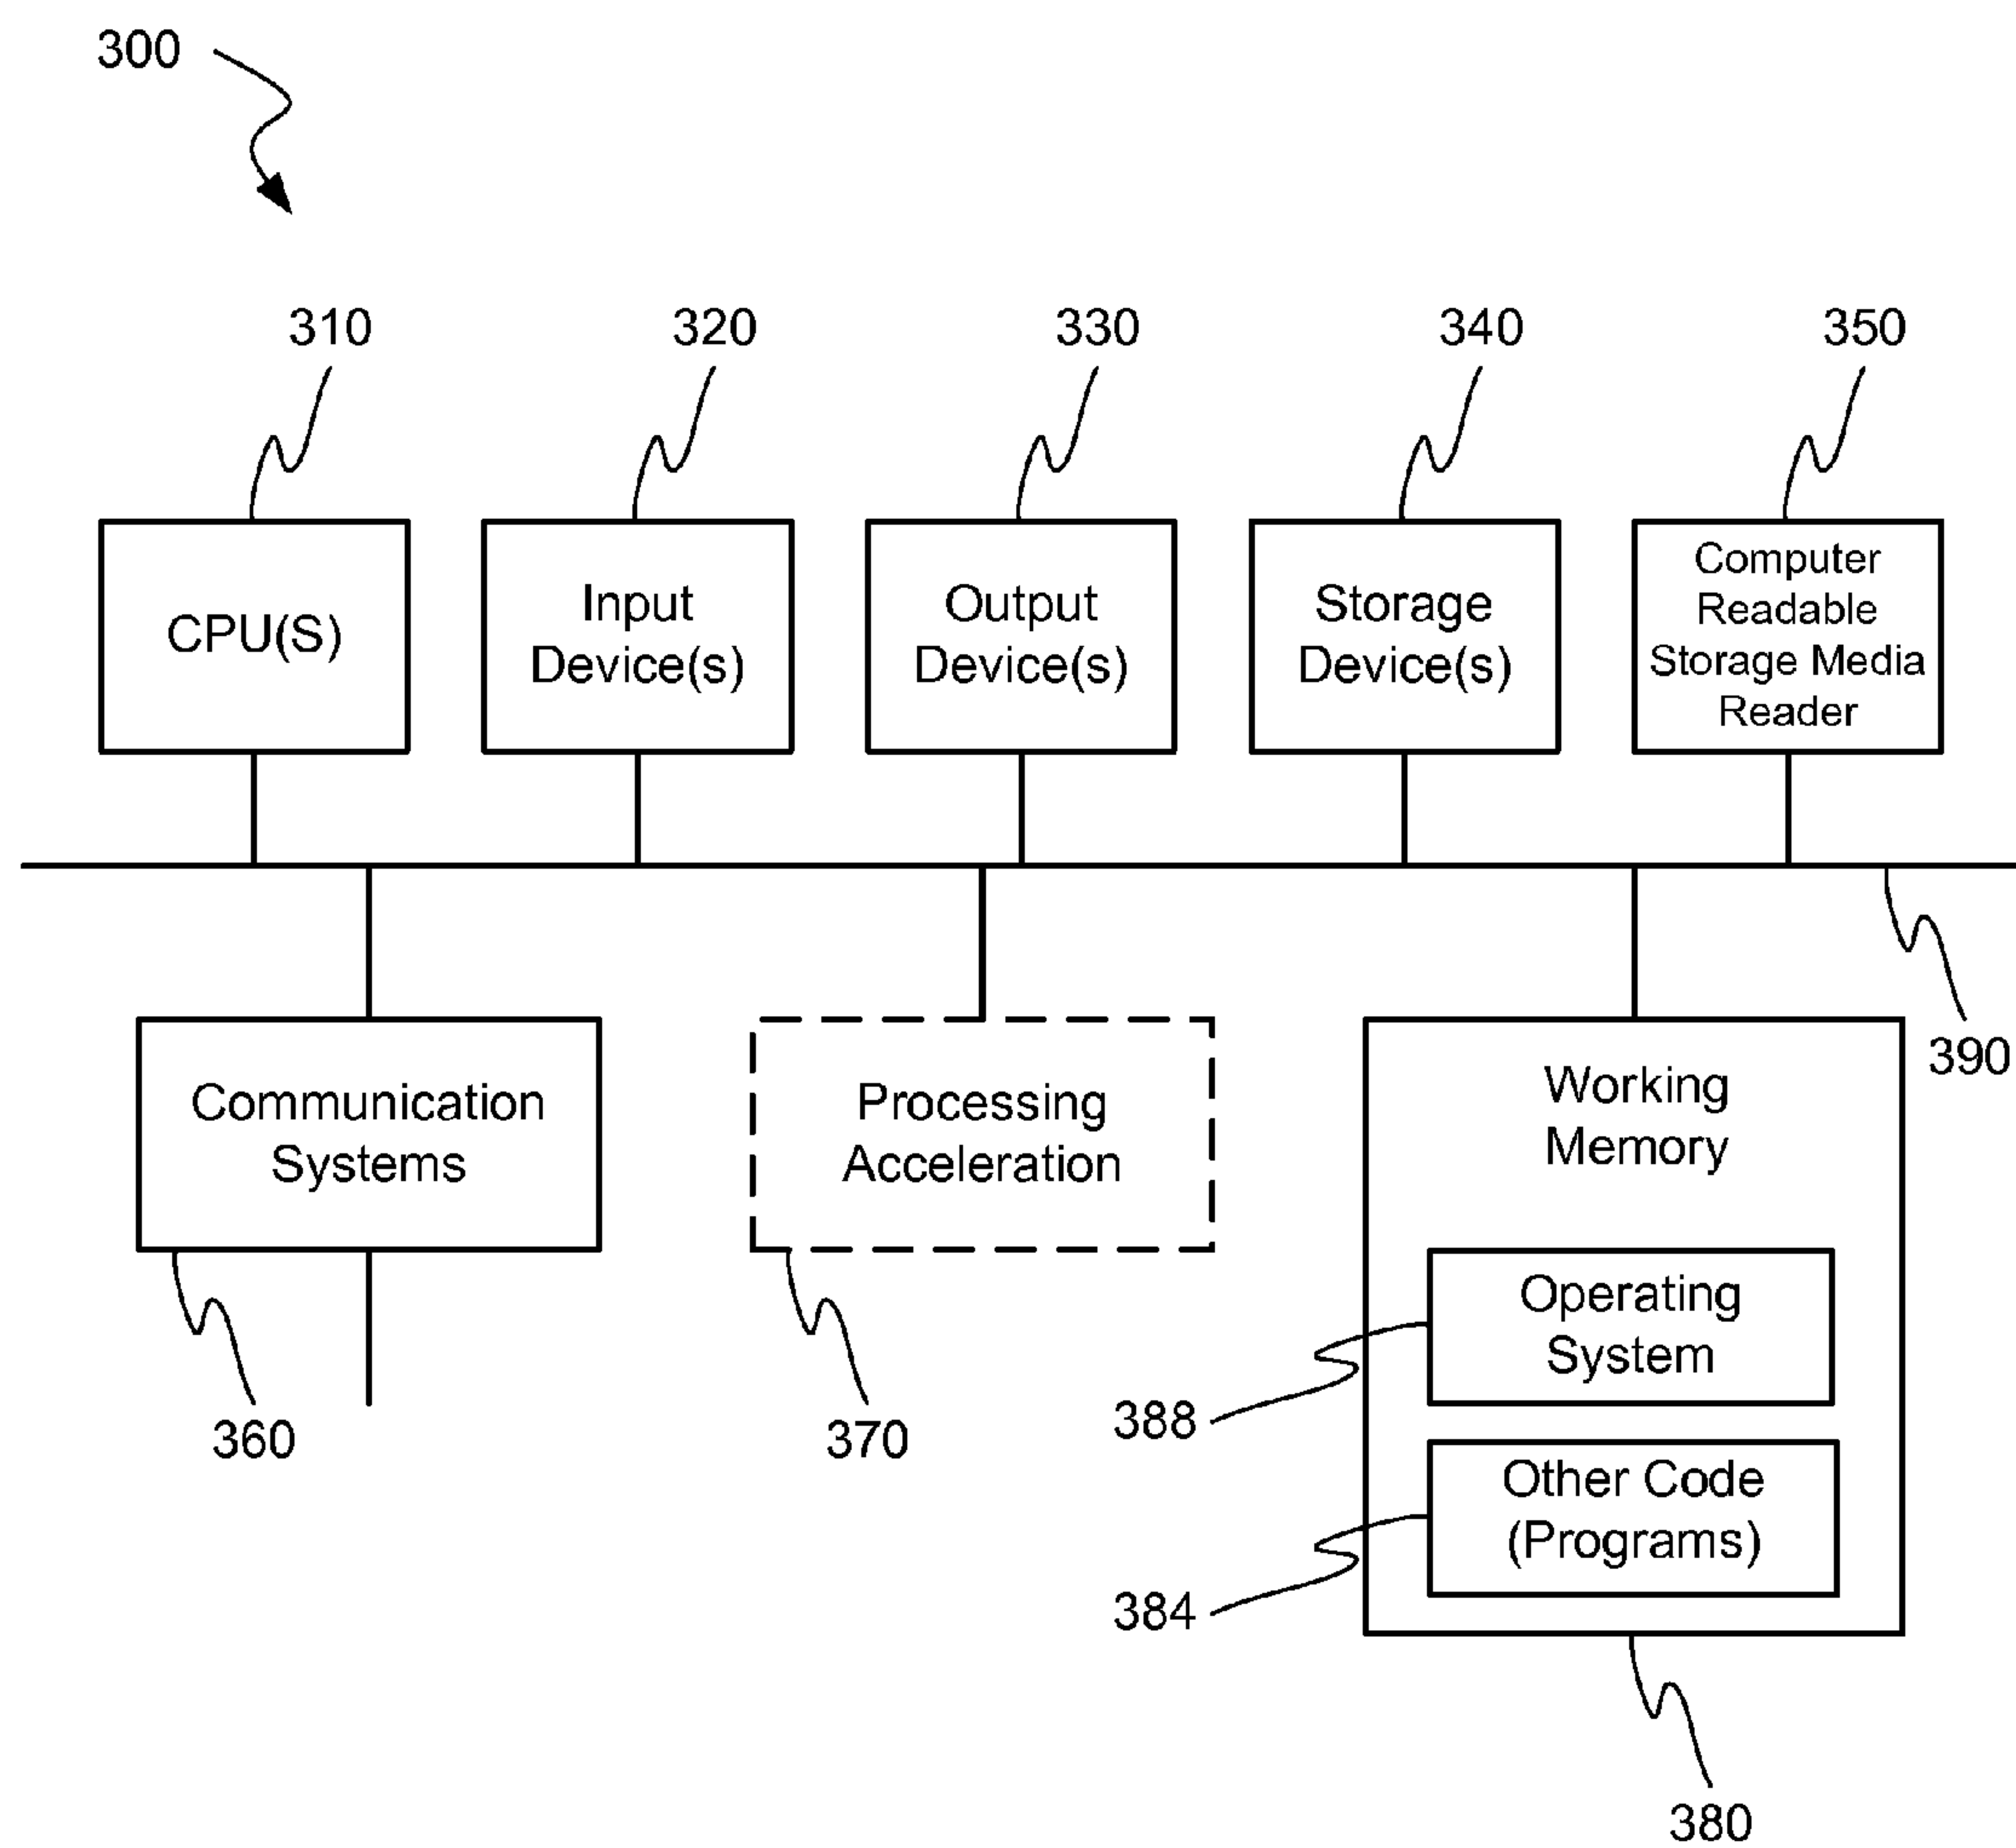 300
310
320
330
340
350
CPU(S)
Input
Device(s)
Output
Device(s)
Storage
Device(s)
Computer
Readable
Storage Media
Reader
390
Communication
Systems
Processing
Acceleration
Working
Memory
Operating
System
Other Code
(Programs)
360
370
388
384
380